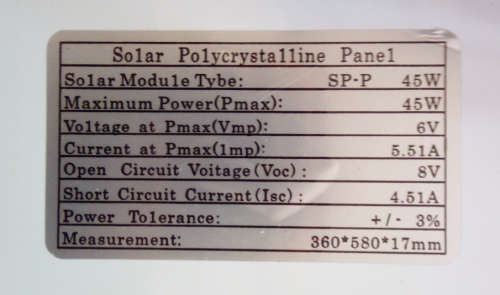 Solar Polycrystalline Panel
Solar Module Tybe: SP-P 45W
Maximum Power(Pmax): 45W
Voltage at Pmax(Vmp): 6V
Current at Pmax(1mp): 5.51A
Open Circuit Voitage(Voc): 8V
Short Circuit Current(Isc): 4.51A
Power Tolerance: +/- 3%
Measurement: 360*580*17mm